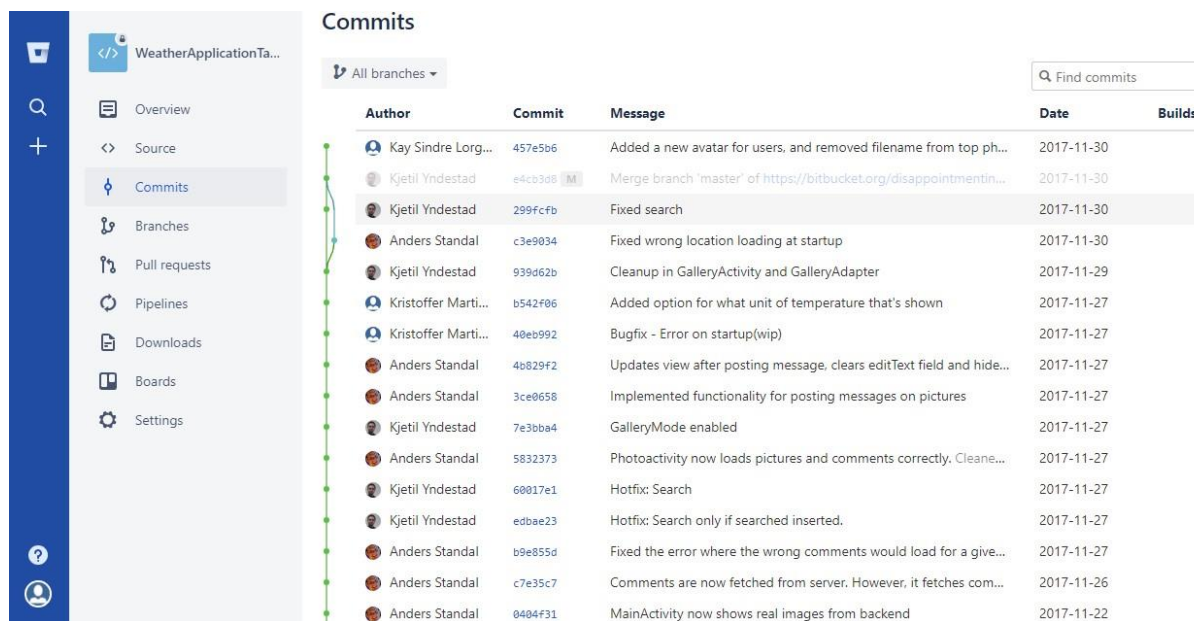 Commits
WeatherApplicationTa...
All branches
Find commits
Overview
Source
Commits
Branches
Pull requests
Pipelines
Downloads
Boards
Settings
Author Commit Message Date Builds
Kay Sindre Lorg... 457e5b6 Added a new avatar for users, and removed filename from top ph... 2017-11-30
Kjetil Yndestad e4cb3d8 M Merge branch 'master' of https://bitbucket.org/disappointmentin... 2017-11-30
Kjetil Yndestad 299fcfb Fixed search 2017-11-30
Anders Standal c3e9034 Fixed wrong location loading at startup 2017-11-30
Kjetil Yndestad 939d62b Cleanup in GalleryActivity and GalleryAdapter 2017-11-29
Kristoffer Marti... b542f06 Added option for what unit of temperature that's shown 2017-11-27
Kristoffer Marti... 40eb992 Bugfix - Error on startup(wip) 2017-11-27
Anders Standal 4b829f2 Updates view after posting message, clears editText field and hide... 2017-11-27
Anders Standal 3ce0658 Implemented functionality for posting messages on pictures 2017-11-27
Kjetil Yndestad 7e3bba4 GalleryMode enabled 2017-11-27
Anders Standal 5832373 Photoactivity now loads pictures and comments correctly. Cleane... 2017-11-27
Kjetil Yndestad 60017e1 Hotfix: Search 2017-11-27
Kjetil Yndestad edbae23 Hotfix: Search only if searched inserted. 2017-11-27
Anders Standal b9e855d Fixed the error where the wrong comments would load for a give... 2017-11-27
Anders Standal c7e35c7 Comments are now fetched from server. However, it fetches com... 2017-11-26
Anders Standal 0404f31 MainActivity now shows real images from backend 2017-11-22